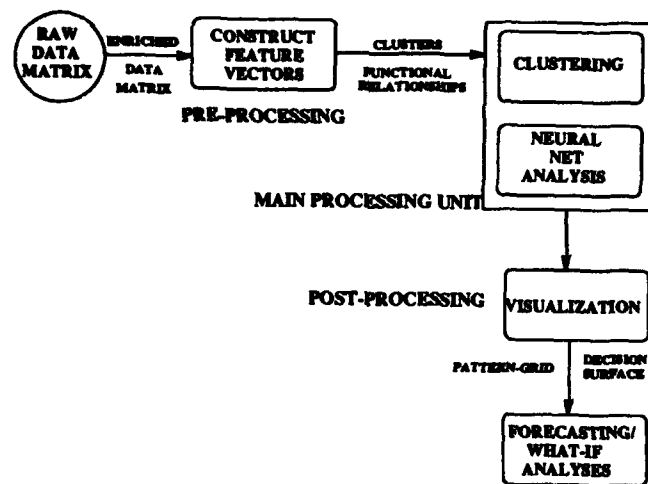 RAW
DATA
MATRIX
ENRICHED
DATA
MATRIX
CONSTRUCT
FEATURE
VECTORS
CLUSTERS
FUNCTIONAL
RELATIONSHIPS
PRE-PROCESSING
CLUSTERING
NEURAL
NET
ANALYSIS
MAIN PROCESSING UNIT
POST-PROCESSING
VISUALIZATION
PATTERN-GRID
DECISION
SURFACE
FORECASTING/
WHAT-IF
ANALYSES